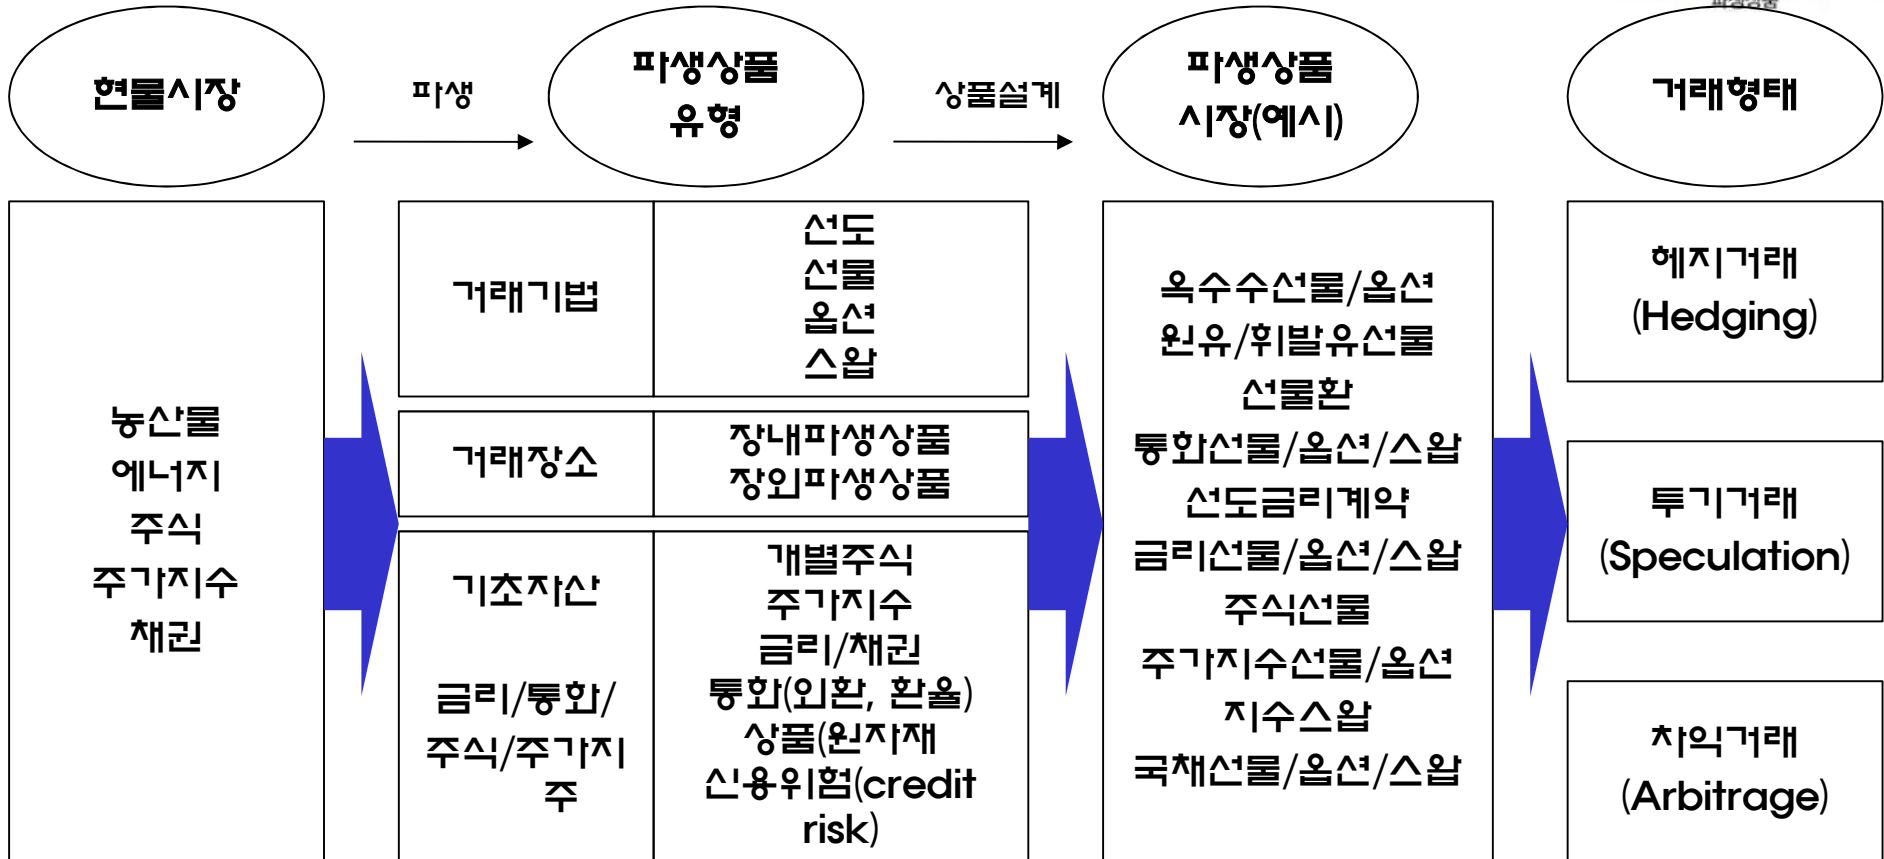 파생상품
현물시장
파생
파생상품
유형
상품설계
파생상품
시장(예시)
거래형태
농산물
에너지
주식
주가지수
채권
거래기법
선도
선물
옵션
스왑
거래장소
장내파생상품
장외파생상품
기초자산
금리/통화/
주식/주가지
주
개별주식
주가지수
금리/채권
통화(외환, 환율)
상품(원자재
신용위험(credit
risk)
옥수수선물/옵션
원유/휘발유선물
선물환
통화선물/옵션/스왑
선도금리계약
금리선물/옵션/스왑
주식선물
주가지수선물/옵션
지수스왑
국채선물/옵션/스왑
헤지거래
(Hedging)
투기거래
(Speculation)
차익거래
(Arbitrage)